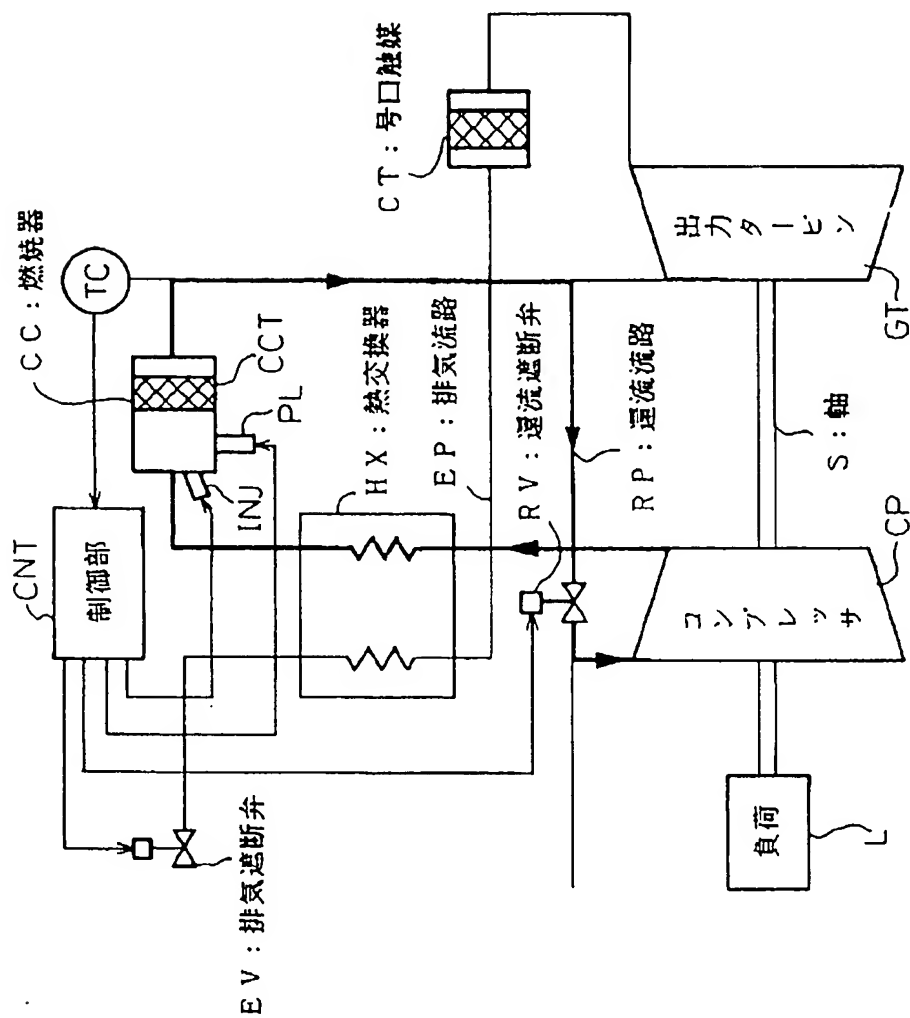 CC:燃焼器
TC
CNT
制御部
CCT
PL
INJ
HX:熱交換器
EP:排気流路
CT:号口触媒
RV:還流遮断弁
RP:還流流路
EV:排気遮断弁
出力タービン
GT
S:軸
コンプレッサ
CP
負荷
L